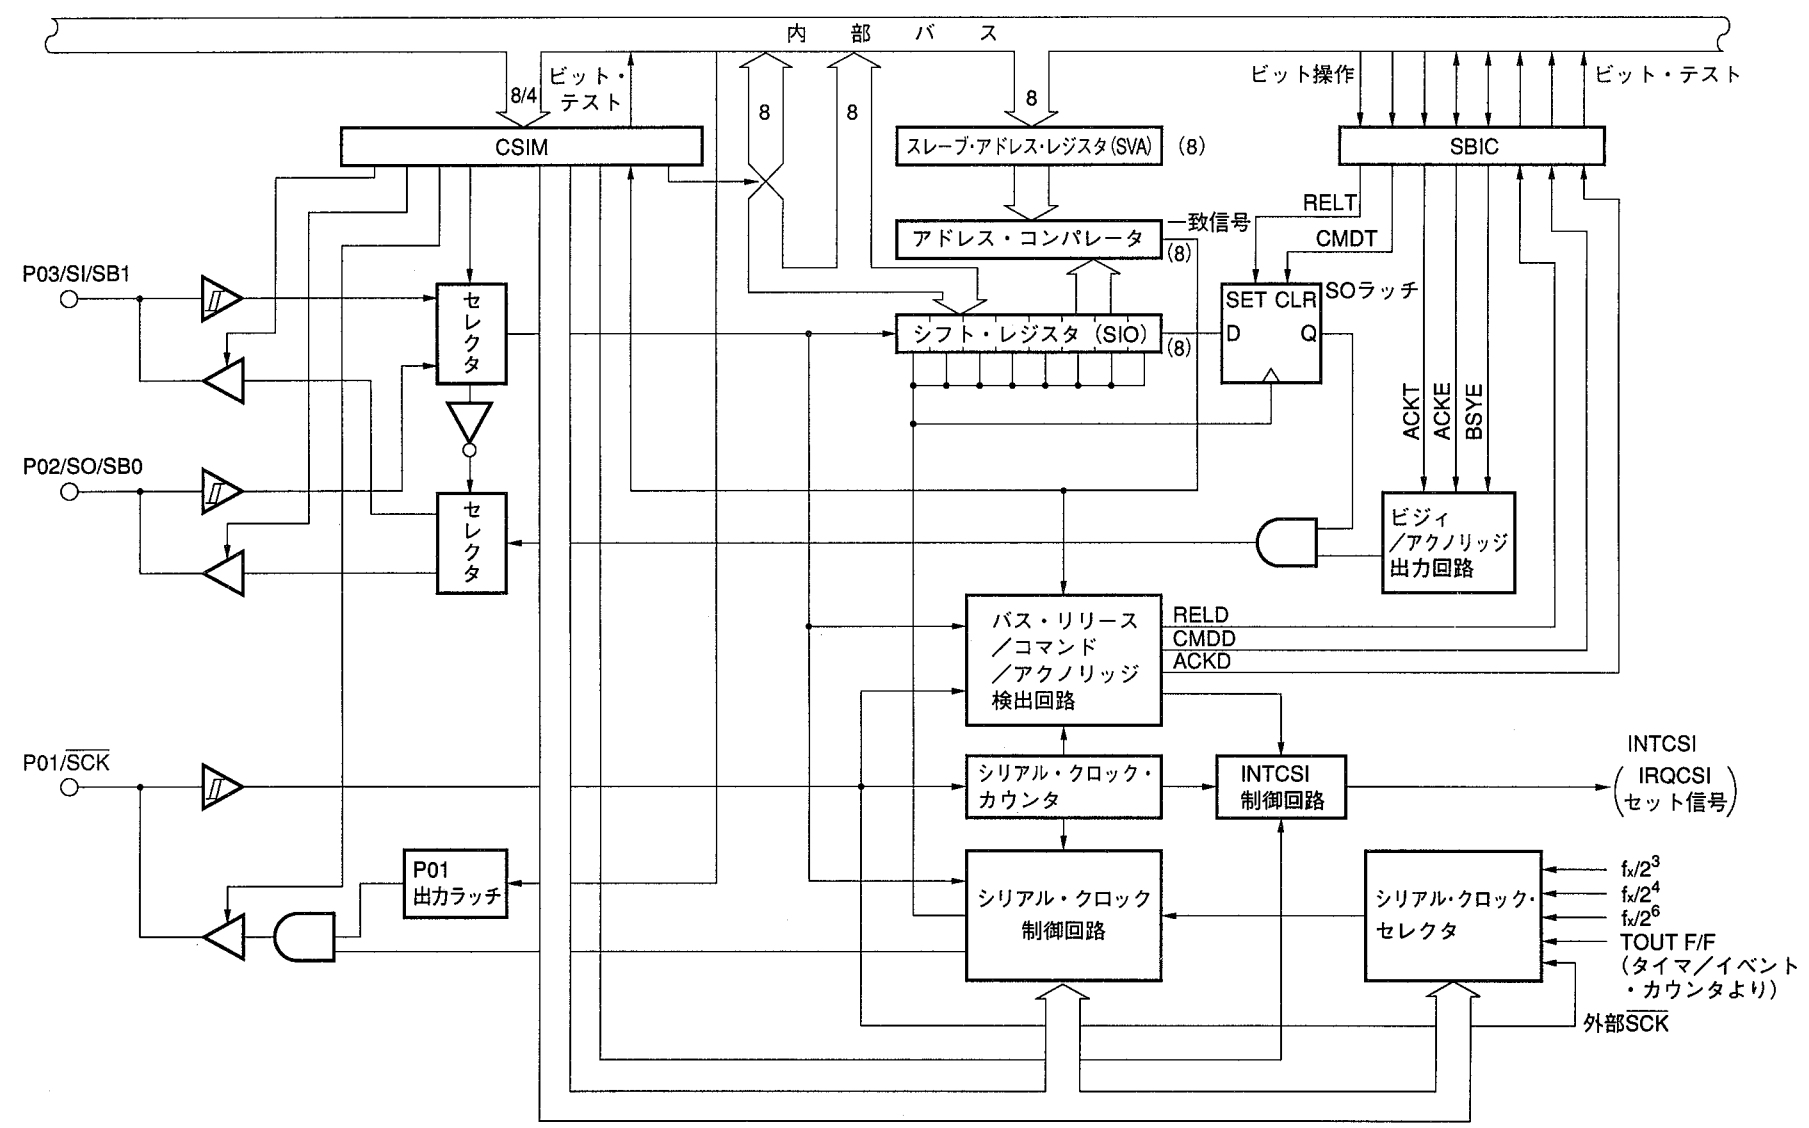 内部バス
ビット・
テスト
8/4
8
8
8
ビット操作
ビット・テスト
CSIM
スレーブ・アドレス・レジスタ(SVA)
(8)
SBIC
RELT
一致信号
アドレス・コンパレータ
(8)
CMDT
P03/SI/SB1
セレクタ
SET CLR
SOラッチ
シフト・レジスタ(SIO)
(8)
D
Q
ACKT
ACKE
BSYE
P02/SO/SB0
セレクタ
ビジィ
/アクノリッジ
出力回路
バス・リリース
/コマンド
/アクノリッジ
検出回路
RELD
CMDD
ACKD
P01/S̅C̅K̅
シリアル・クロック・
カウンタ
INTCSI
制御回路
INTCSI
(IRQCSI
セット信号)
P01
出力ラッチ
シリアル・クロック
制御回路
シリアル・クロック・
セレクタ
fx/2³
fx/2⁴
fx/2⁶
TOUT F/F
(タイマ/イベント
・カウンタより)
外部S̅C̅K̅